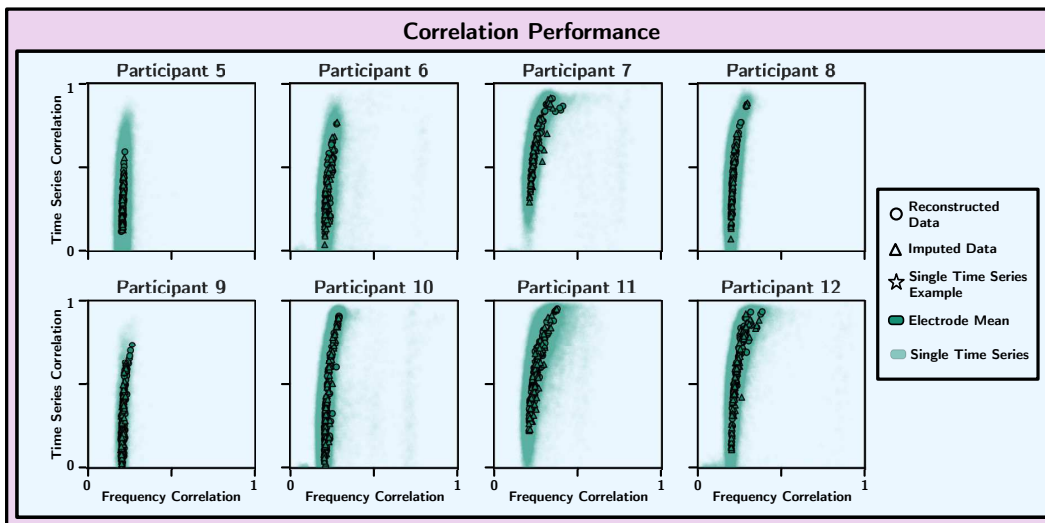 Correlation Performance
Participant 5
Participant 6
Participant 7
Participant 8
1
Time Series Correlation
0
Reconstructed
Data
Imputed Data
Single Time Series
Example
Electrode Mean
Single Time Series
Participant 9
Participant 10
Participant 11
Participant 12
1
Time Series Correlation
0
0
Frequency Correlation
1
0
Frequency Correlation
1
0
Frequency Correlation
1
0
Frequency Correlation
1